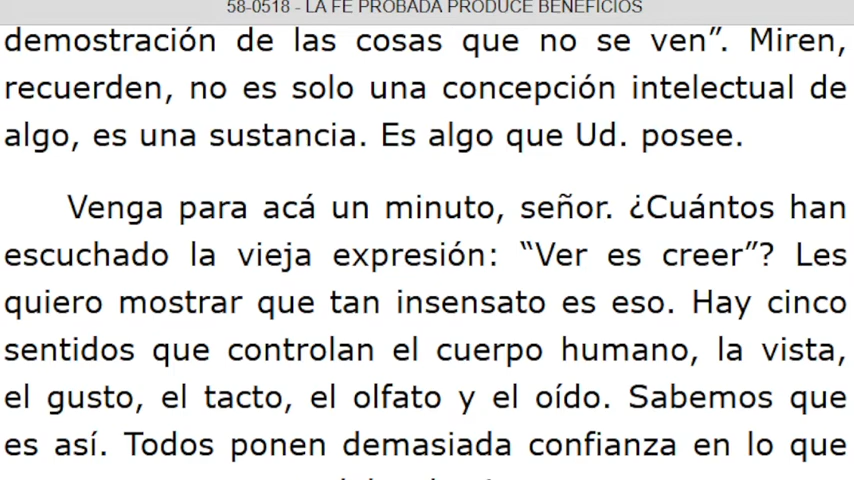 58-0518 - LA FE PROBADA PRODUCE BENEFICIOS
demostración de las cosas que no se ven”. Miren,
recuerden, no es solo una concepción intelectual de
algo, es una sustancia. Es algo que Ud. posee.
Venga para acá un minuto, señor. ¿Cuántos han
escuchado la vieja expresión: “Ver es creer”? Les
quiero mostrar que tan insensato es eso. Hay cinco
sentidos que controlan el cuerpo humano, la vista,
el gusto, el tacto, el olfato y el oído. Sabemos que
es así. Todos ponen demasiada confianza en lo que